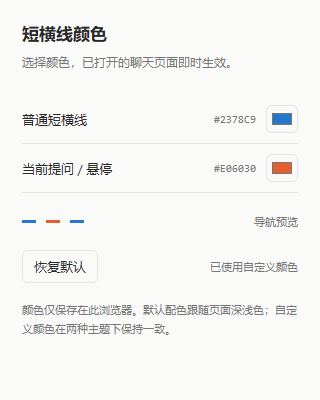 短横线颜色
选择颜色，已打开的聊天页面即时生效。
普通短横线 #2378C9
当前提问 / 悬停 #E06030
导航预览
恢复默认 已使用自定义颜色
颜色仅保存在此浏览器。默认配色跟随页面深浅色；自定
义颜色在两种主题下保持一致。